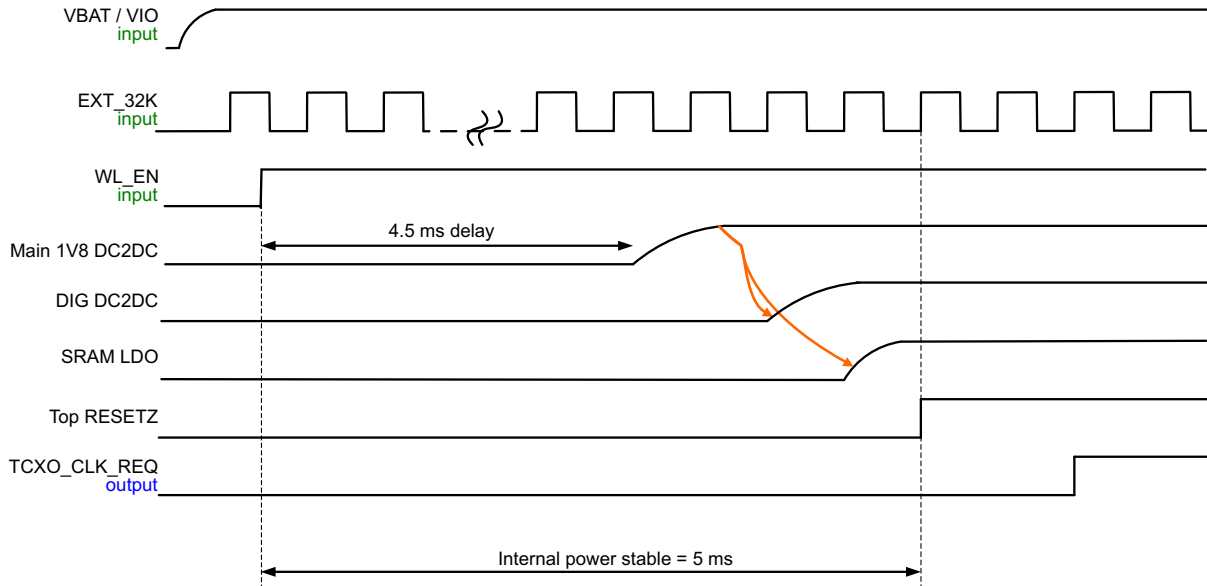 VBAT / VIO
input
EXT_32K
input
WL_EN
input
4.5 ms delay
Main 1V8 DC2DC
DIG DC2DC
SRAM LDO
Top RESETZ
TCXO_CLK_REQ
output
Internal power stable = 5 ms